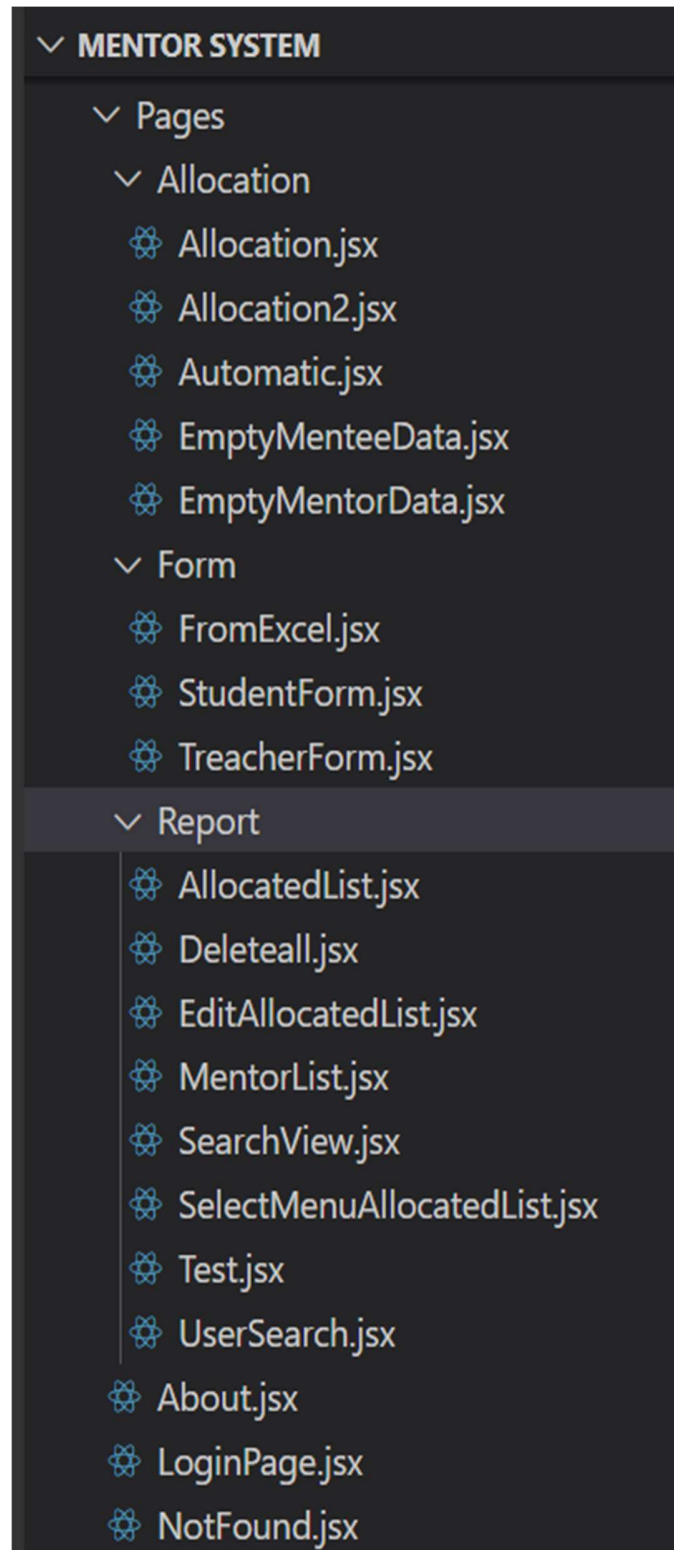 MENTOR SYSTEM
Pages
Allocation
Allocation.jsx
Allocation2.jsx
Automatic.jsx
EmptyMenteeData.jsx
EmptyMentorData.jsx
Form
FromExcel.jsx
StudentForm.jsx
TreacherForm.jsx
Report
AllocatedList.jsx
Deleteall.jsx
EditAllocatedList.jsx
MentorList.jsx
SearchView.jsx
SelectMenuAllocatedList.jsx
Test.jsx
UserSearch.jsx
About.jsx
LoginPage.jsx
NotFound.jsx